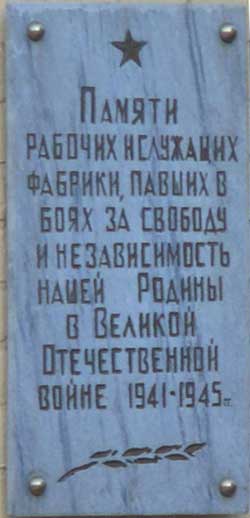 Памяти
рабочих и служащих
фабрики, павших в
боях за свободу
и независимость
нашей Родины
в Великой
Отечественной
войне 1941-1945гг.